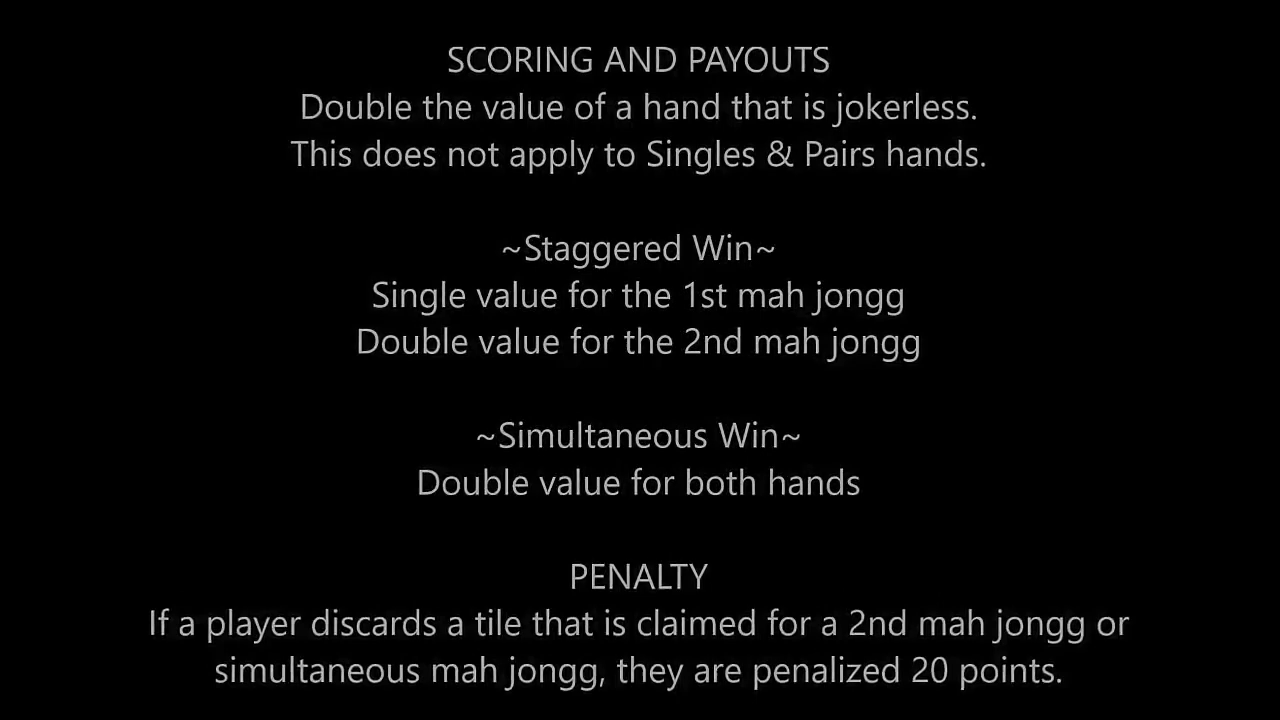 SCORING AND PAYOUTS
Double the value of a hand that is jokerless.
This does not apply to Singles & Pairs hands.
~Staggered Win~
Single value for the 1st mah jongg
Double value for the 2nd mah jongg
~Simultaneous Win~
Double value for both hands
PENALTY
If a player discards a tile that is claimed for a 2nd mah jongg or
simultaneous mah jongg, they are penalized 20 points.